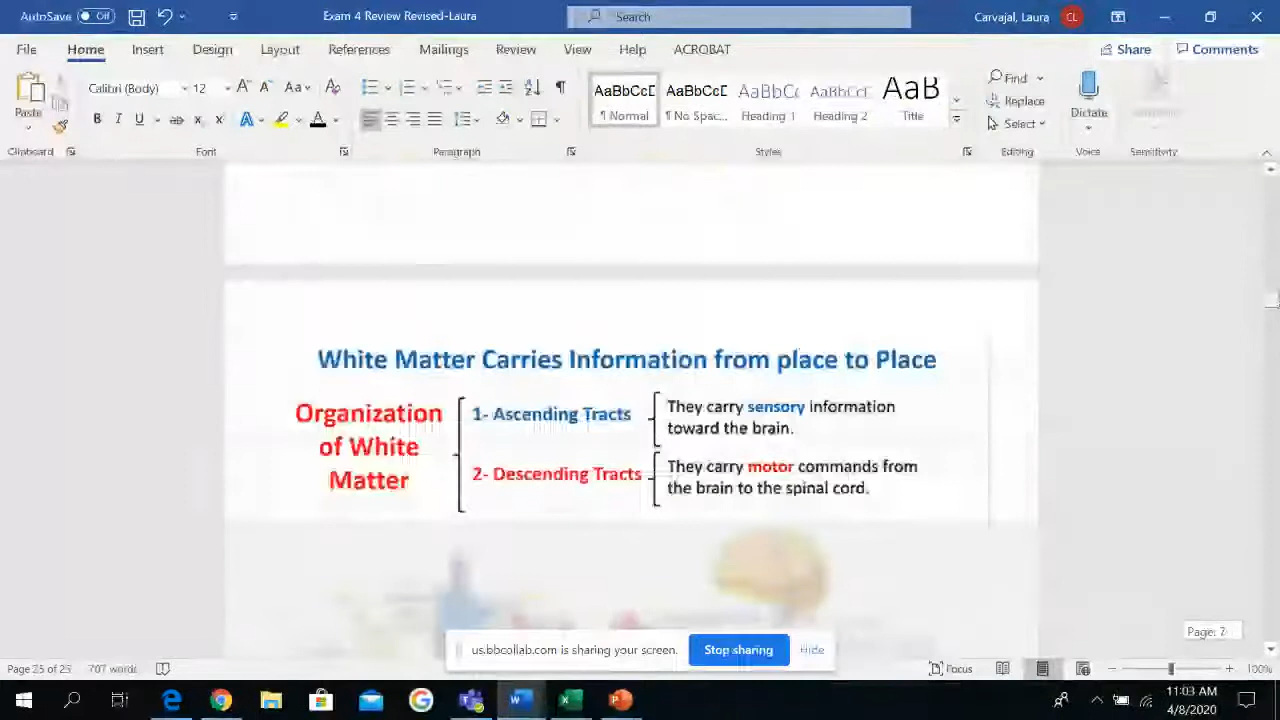 AutoSave Off Exam 4 Review Revised-Laura Search Carvajal, Laura CL
File Home Insert Design Layout References Mailings Review View Help ACROBAT Share Comments
Calibri (Body) 12 Aa
Paste
B I U ab x x A A
AaBbCcD AaBbCcD AaBbCc AaBbCcD AaB
¶ Normal ¶ No Spac... Heading 1 Heading 2 Title
Find
Replace
Select
Dictate
Clipboard Font Paragraph Styles Editing Voice Sensitivity
White Matter Carries Information from place to Place
Organization
of White
Matter
1- Ascending Tracts
They carry sensory information
toward the brain.
2- Descending Tracts
They carry motor commands from
the brain to the spinal cord.
us.bbcollab.com is sharing your screen. Stop sharing Hide
Page 25 of 25 707 words Focus 100%
11:03 AM
4/8/2020